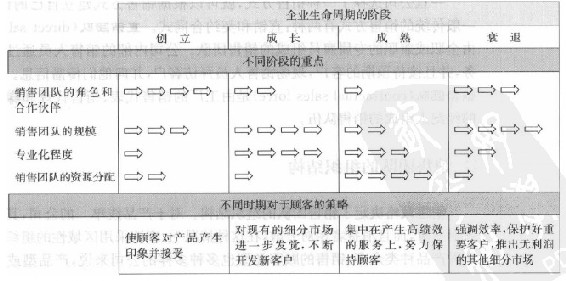 企业生命周期的阶段
创立 成长 成熟 衰退
不同阶段的重点
销售团队的角色和
合作伙伴
销售团队的规模
专业化程度
销售团队的资源分配
不同时期对于顾客的策略
使顾客对产品产生
印象并接受
对现有的细分市场
进一步发觉,不断
开发新客户
集中在产生高绩效
的服务上,努力保
持顾客
强调效率,保护好重
要客户,推出无利润
的其他细分市场